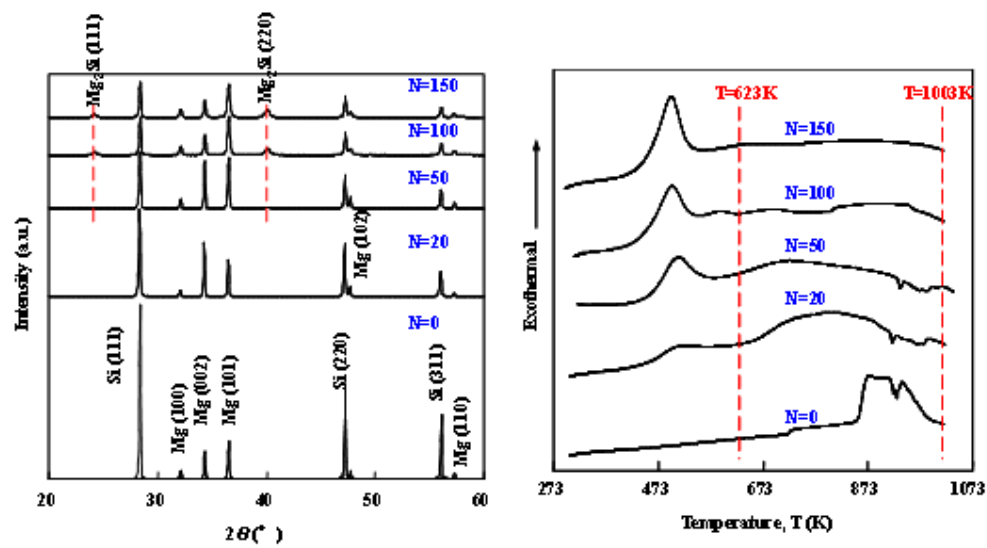 Mg2Si (111)
Mg2Si (220)
N=150
N=100
N=50
N=20
N=0
Mg (102)
Si (111)
Mg (100)
Mg (002)
Mg (101)
Si (220)
Si (311)
Mg (110)
Intensity (a.u.)
20
30
40
50
60
2θ(°)
T=623K
T=1003K
N=150
N=100
N=50
N=20
N=0
Exothermal
273
473
673
873
1073
Temperature, T (K)